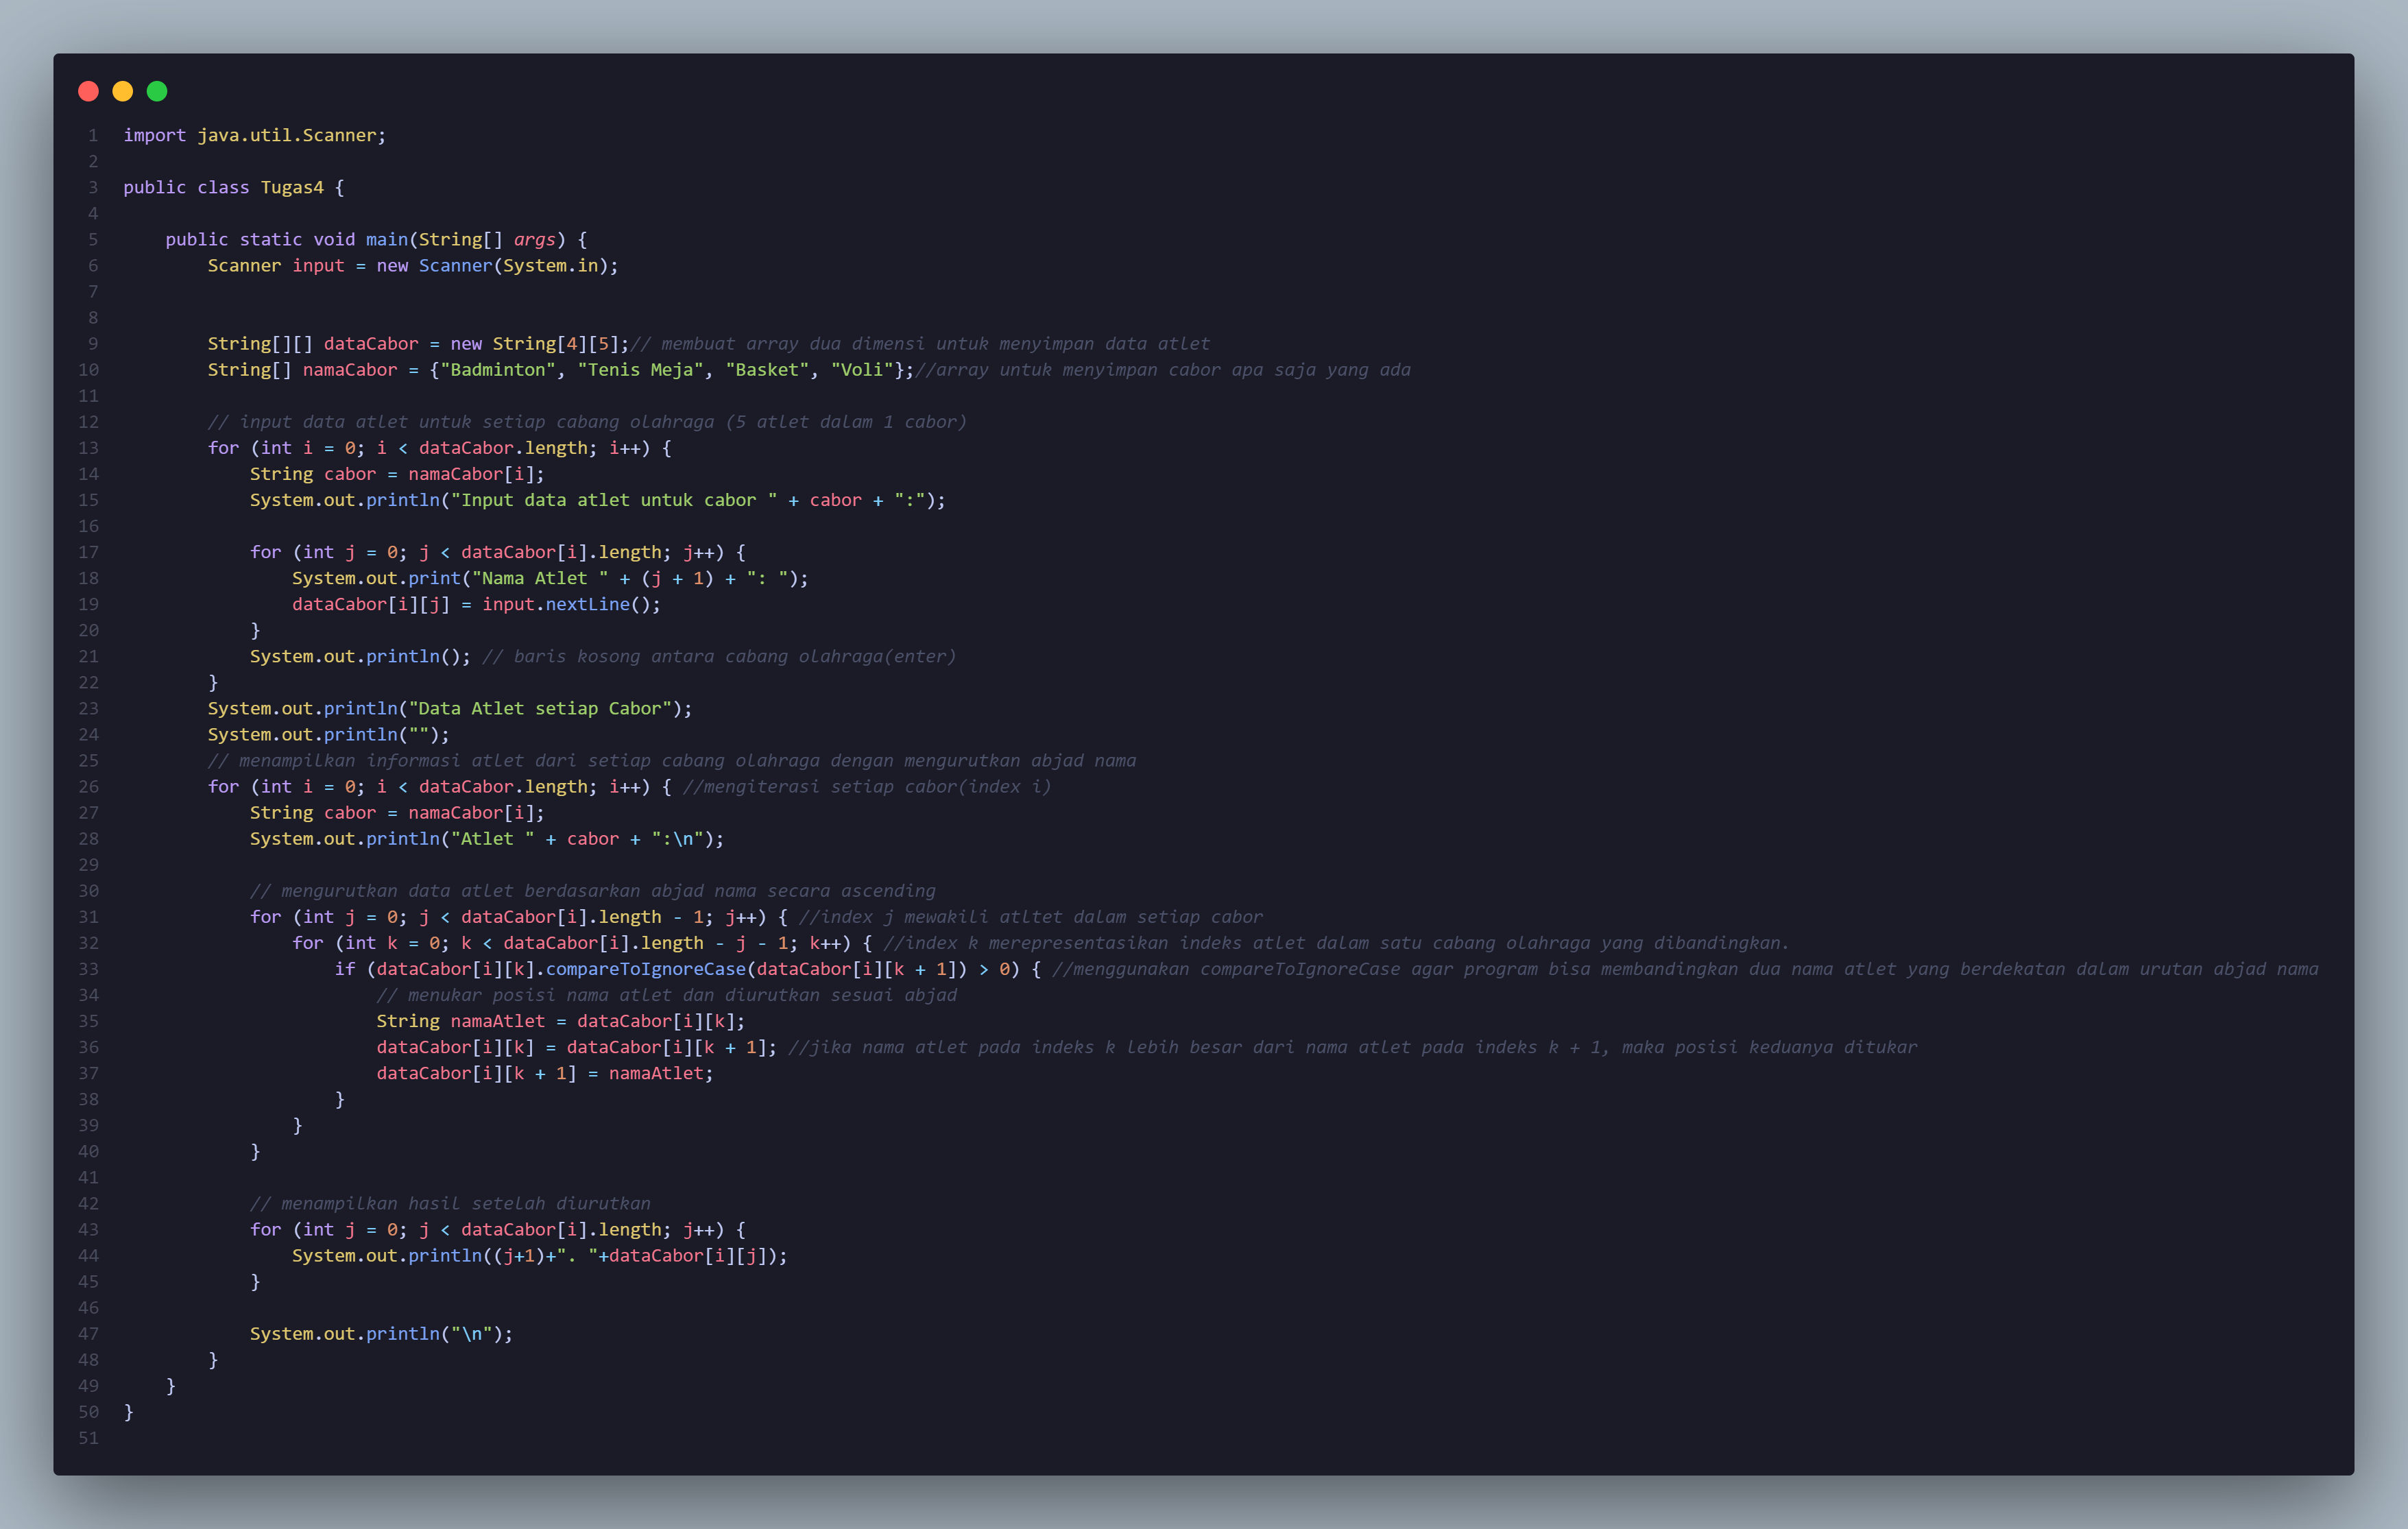 1 import java.util.Scanner;
2
3 public class Tugas4 {
4
5     public static void main(String[] args) {
6         Scanner input = new Scanner(System.in);
7
8
9         String[][] dataCabor = new String[4][5];// membuat array dua dimensi untuk menyimpan data atlet
10         String[] namaCabor = {"Badminton", "Tenis Meja", "Basket", "Voli"};//array untuk menyimpan cabor apa saja yang ada
11
12         // input data atlet untuk setiap cabang olahraga (5 atlet dalam 1 cabor)
13         for (int i = 0; i < dataCabor.length; i++) {
14             String cabor = namaCabor[i];
15             System.out.println("Input data atlet untuk cabor " + cabor + ":");
16
17             for (int j = 0; j < dataCabor[i].length; j++) {
18                 System.out.print("Nama Atlet " + (j + 1) + ": ");
19                 dataCabor[i][j] = input.nextLine();
20             }
21             System.out.println(); // baris kosong antara cabang olahraga(enter)
22         }
23         System.out.println("Data Atlet setiap Cabor");
24         System.out.println("");
25         // menampilkan informasi atlet dari setiap cabang olahraga dengan mengurutkan abjad nama
26         for (int i = 0; i < dataCabor.length; i++) { //mengiterasi setiap cabor(index i)
27             String cabor = namaCabor[i];
28             System.out.println("Atlet " + cabor + ":\n");
29
30             // mengurutkan data atlet berdasarkan abjad nama secara ascending
31             for (int j = 0; j < dataCabor[i].length - 1; j++) { //index j mewakili atltet dalam setiap cabor
32                 for (int k = 0; k < dataCabor[i].length - j - 1; k++) { //index k merepresentasikan indeks atlet dalam satu cabang olahraga yang dibandingkan.
33                     if (dataCabor[i][k].compareToIgnoreCase(dataCabor[i][k + 1]) > 0) { //menggunakan compareToIgnoreCase agar program bisa membandingkan dua nama atlet yang berdekatan dalam urutan abjad nama
34                         // menukar posisi nama atlet dan diurutkan sesuai abjad
35                         String namaAtlet = dataCabor[i][k];
36                         dataCabor[i][k] = dataCabor[i][k + 1]; //jika nama atlet pada indeks k lebih besar dari nama atlet pada indeks k + 1, maka posisi keduanya ditukar
37                         dataCabor[i][k + 1] = namaAtlet;
38                     }
39                 }
40             }
41
42             // menampilkan hasil setelah diurutkan
43             for (int j = 0; j < dataCabor[i].length; j++) {
44                 System.out.println((j+1)+". "+dataCabor[i][j]);
45             }
46
47             System.out.println("\n");
48         }
49     }
50 }
51